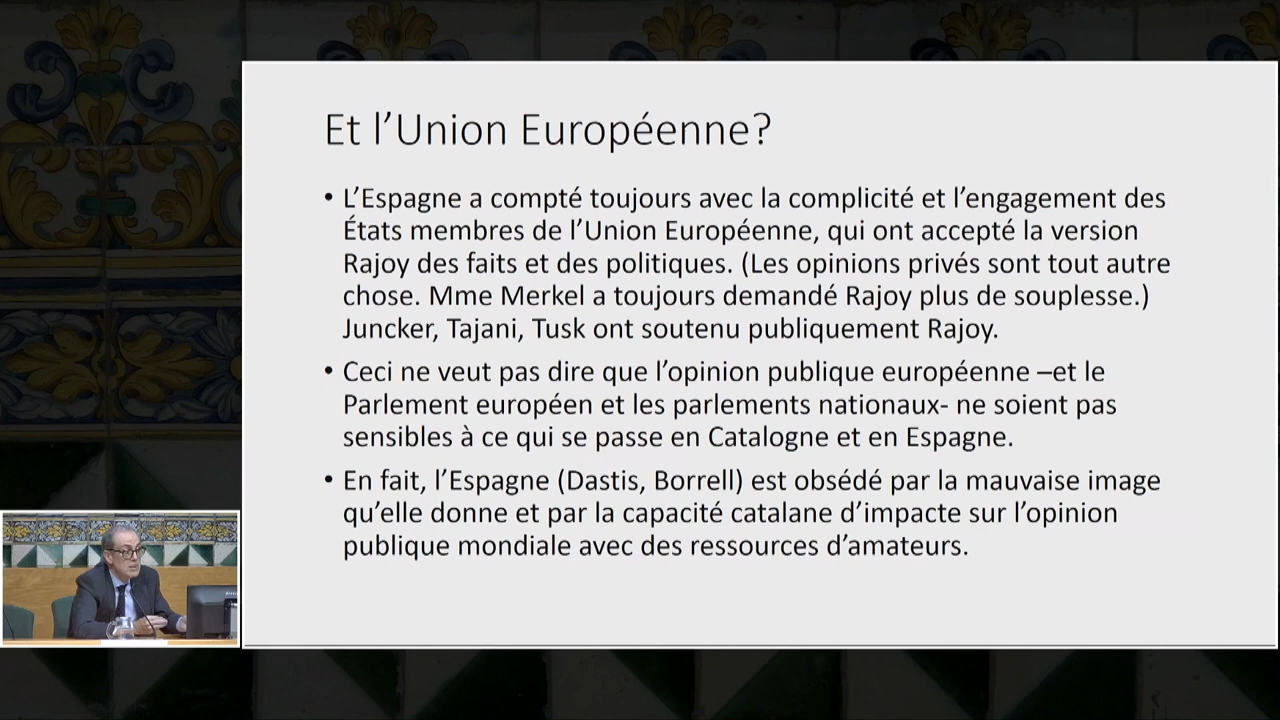 Et l’Union Européenne?
• L’Espagne a compté toujours avec la complicité et l’engagement des
États membres de l’Union Européenne, qui ont accepté la version
Rajoy des faits et des politiques. (Les opinions privés sont tout autre
chose. Mme Merkel a toujours demandé Rajoy plus de souplesse.)
Juncker, Tajani, Tusk ont soutenu publiquement Rajoy.
• Ceci ne veut pas dire que l’opinion publique européenne –et le
Parlement européen et les parlements nationaux- ne soient pas
sensibles à ce qui se passe en Catalogne et en Espagne.
• En fait, l’Espagne (Dastis, Borrell) est obsédé par la mauvaise image
qu’elle donne et par la capacité catalane d’impacte sur l’opinion
publique mondiale avec des ressources d’amateurs.